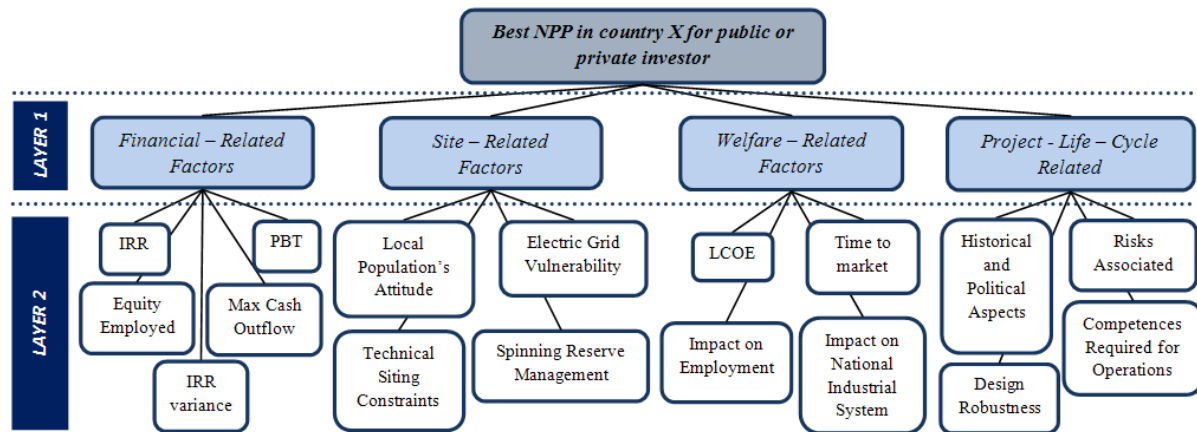 Best NPP in country X for public or
private investor
LAYER 1
Financial – Related
Factors
Site – Related
Factors
Welfare – Related
Factors
Project - Life – Cycle
Related
LAYER 2
IRR
PBT
Equity
Employed
Max Cash
Outflow
IRR
variance
Local
Population's
Attitude
Electric Grid
Vulnerability
Technical
Siting
Constraints
Spinning Reserve
Management
LCOE
Time to
market
Impact on
Employment
Impact on
National
Industrial
System
Historical
and
Political
Aspects
Risks
Associated
Design
Robustness
Competences
Required for
Operations